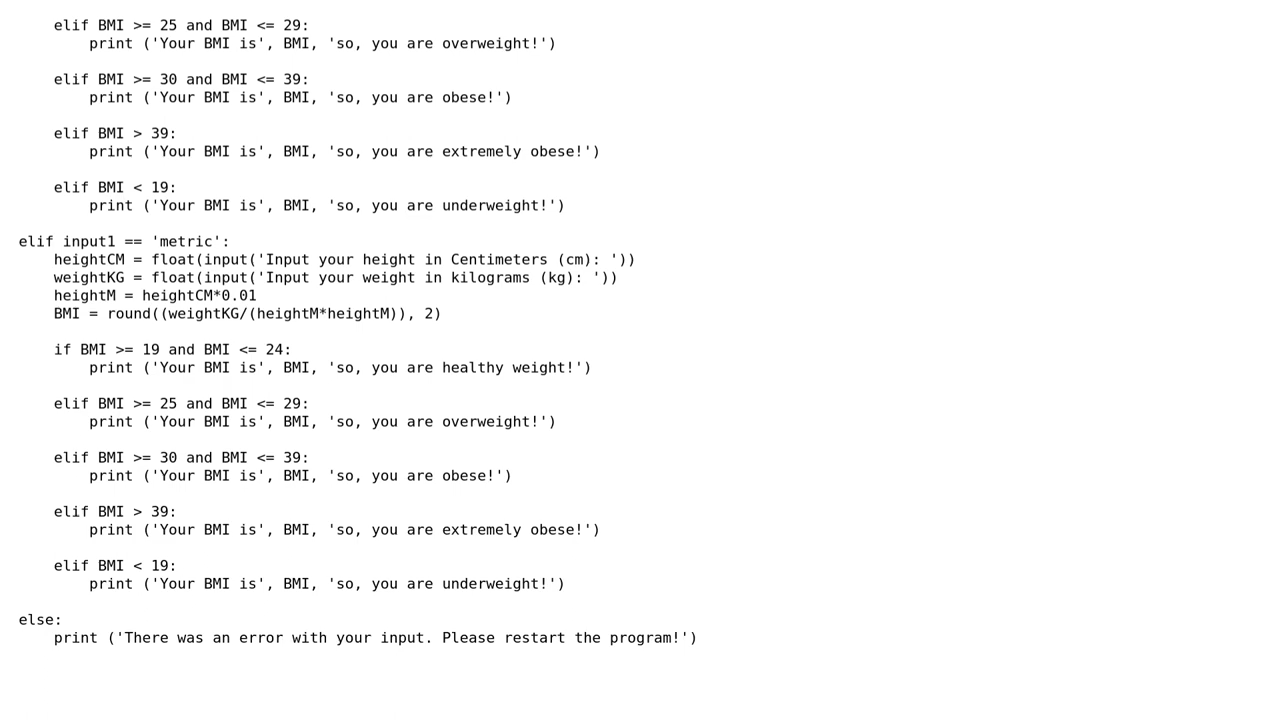 elif BMI >= 25 and BMI <= 29:
        print ('Your BMI is', BMI, 'so, you are overweight!')

    elif BMI >= 30 and BMI <= 39:
        print ('Your BMI is', BMI, 'so, you are obese!')

    elif BMI > 39:
        print ('Your BMI is', BMI, 'so, you are extremely obese!')

    elif BMI < 19:
        print ('Your BMI is', BMI, 'so, you are underweight!')

elif input1 == 'metric':
    heightCM = float(input('Input your height in Centimeters (cm): '))
    weightKG = float(input('Input your weight in kilograms (kg): '))
    heightM = heightCM*0.01
    BMI = round((weightKG/(heightM*heightM)), 2)

    if BMI >= 19 and BMI <= 24:
        print ('Your BMI is', BMI, 'so, you are healthy weight!')

    elif BMI >= 25 and BMI <= 29:
        print ('Your BMI is', BMI, 'so, you are overweight!')

    elif BMI >= 30 and BMI <= 39:
        print ('Your BMI is', BMI, 'so, you are obese!')

    elif BMI > 39:
        print ('Your BMI is', BMI, 'so, you are extremely obese!')

    elif BMI < 19:
        print ('Your BMI is', BMI, 'so, you are underweight!')

else:
    print ('There was an error with your input. Please restart the program!')